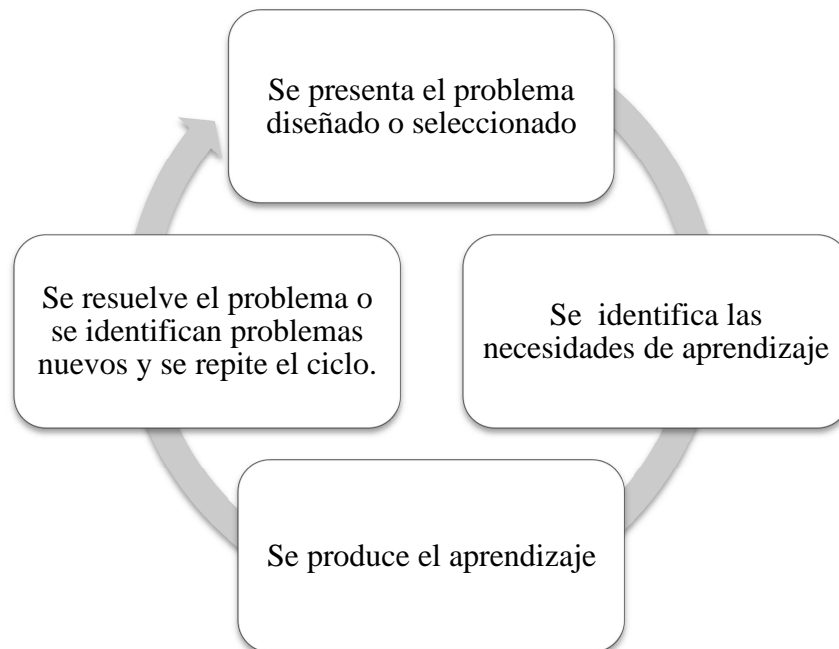 Se presenta el problema
diseñado o seleccionado
Se identifica las
necesidades de aprendizaje
Se produce el aprendizaje
Se resuelve el problema o
se identifican problemas
nuevos y se repite el ciclo.